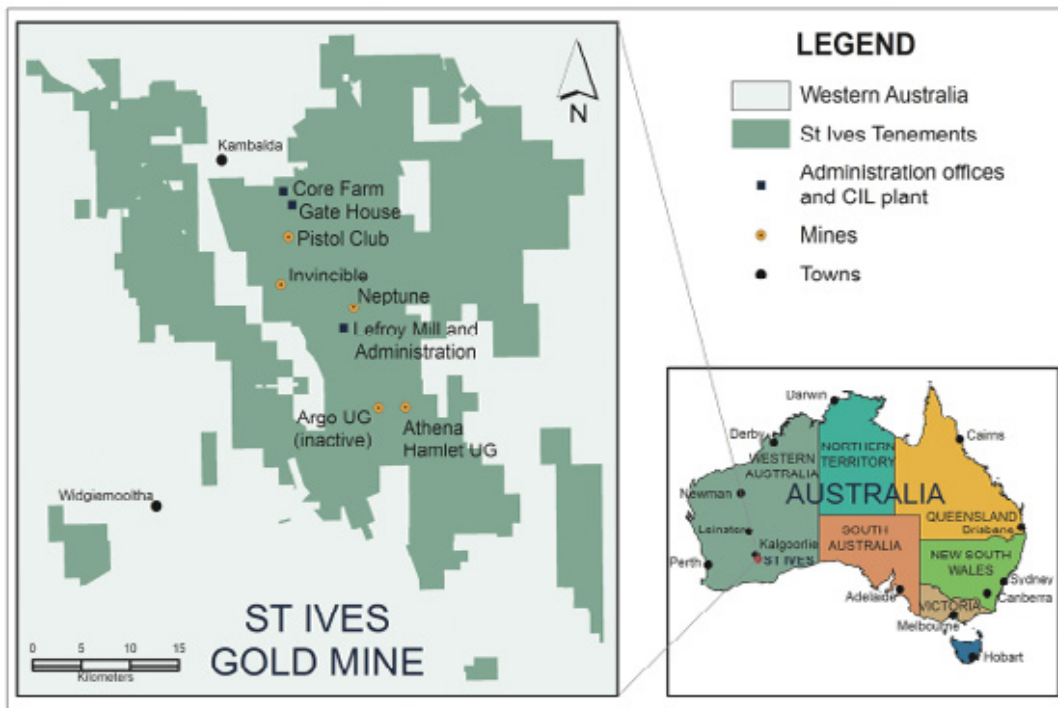 Kambalda
Core Farm
Gate House
Pistol Club
Invincible
Neptune
Lefroy Mill and
Administration
Argo UG
(inactive)
Athena
Hamlet UG
Widgiemooltha
ST IVES
GOLD MINE
0 5 10 15
Kilometers
N
LEGEND
Western Australia
St Ives Tenements
Administration offices
and CIL plant
Mines
Towns
Darwin
Derby
Cairns
WESTERN
AUSTRALIA
NORTHERN
TERRITORY
Newman
AUSTRALIA
QUEENSLAND
Brisbane
Leinster
SOUTH
AUSTRALIA
Kalgoorlie
ST IVES
Perth
NEW SOUTH
WALES
Sydney
Canberra
Adelaide
VICTORIA
Melbourne
Hobart